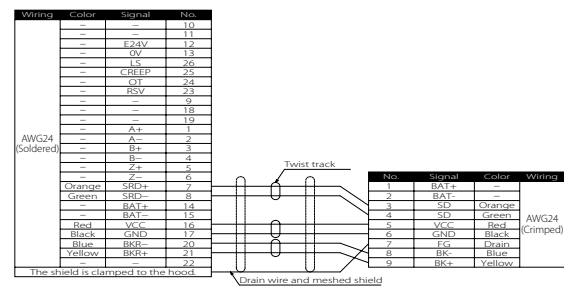 Wiring Color Signal No.
– – 10
– – 11
– E24V 12
– 0V 13
– LS 26
– CREEP 25
– OT 24
– RSV 23
– – 9
– – 18
– – 19
– A+ 1
AWG24
(Soldered)
– A− 2
– B+ 3
– B− 4
– Z+ 5
– Z− 6
Orange SRD+ 7
Green SRD− 8
– BAT+ 14
– BAT− 15
Red VCC 16
Black GND 17
Blue BKR− 20
Yellow BKR+ 21
– – 22
The shield is clamped to the hood.
Twist track
Drain wire and meshed shield
No. Signal Color Wiring
1 BAT+ –
2 BAT- –
3 SD Orange
4 SD Green
AWG24
(Crimped)
5 VCC Red
6 GND Black
7 FG Drain
8 BK- Blue
9 BK+ Yellow